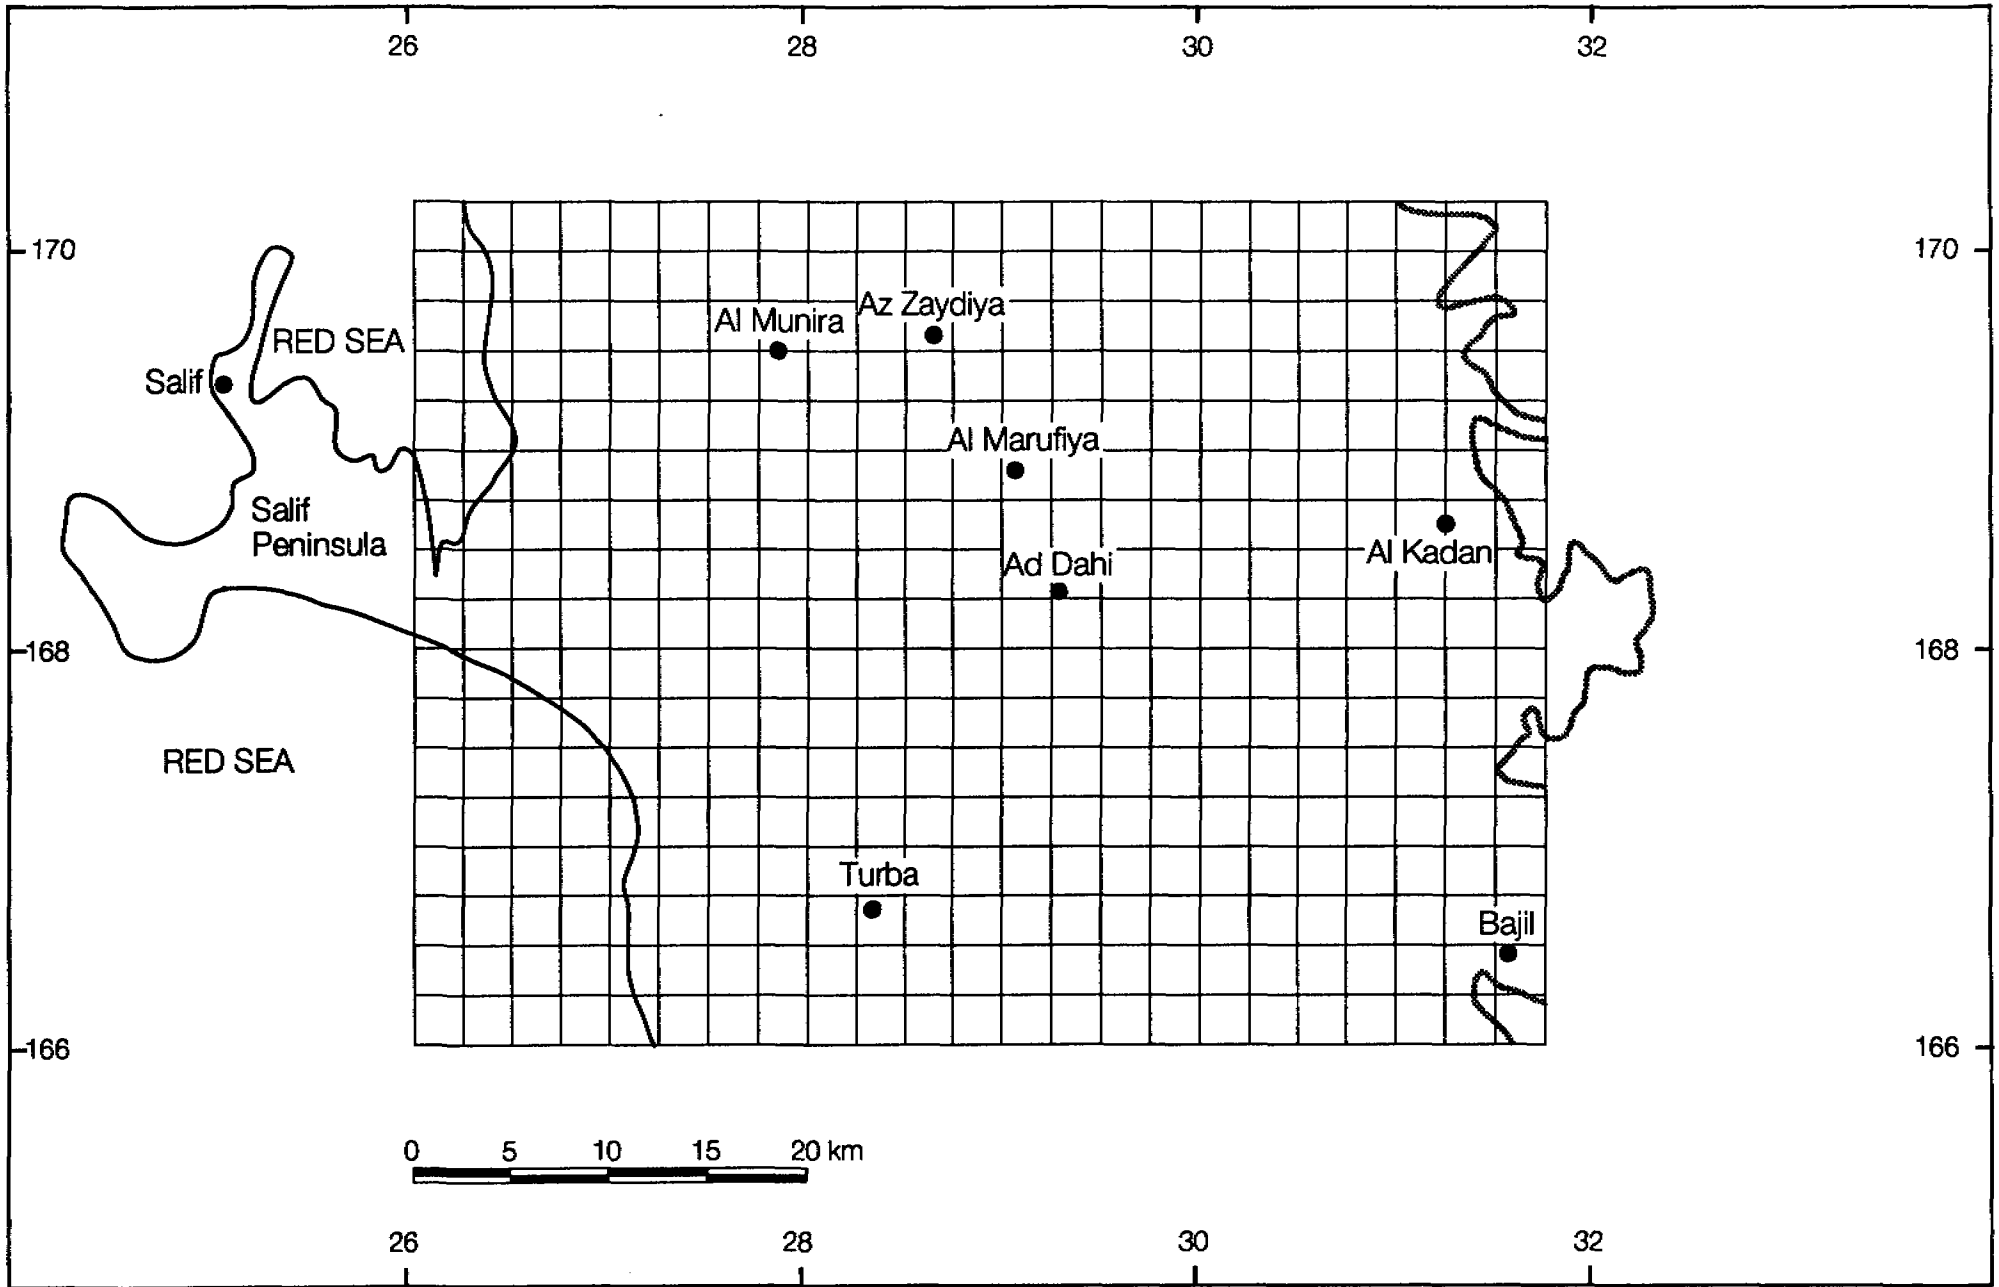 26 28 30 32
170 170
Az Zaydiya
Al Munira
RED SEA
Salif
Al Marufiya
Salif
Peninsula
Al Kadan
Ad Dahi
168 168
RED SEA
Turba
Bajil
166 166
0 5 10 15 20 km
26 28 30 32